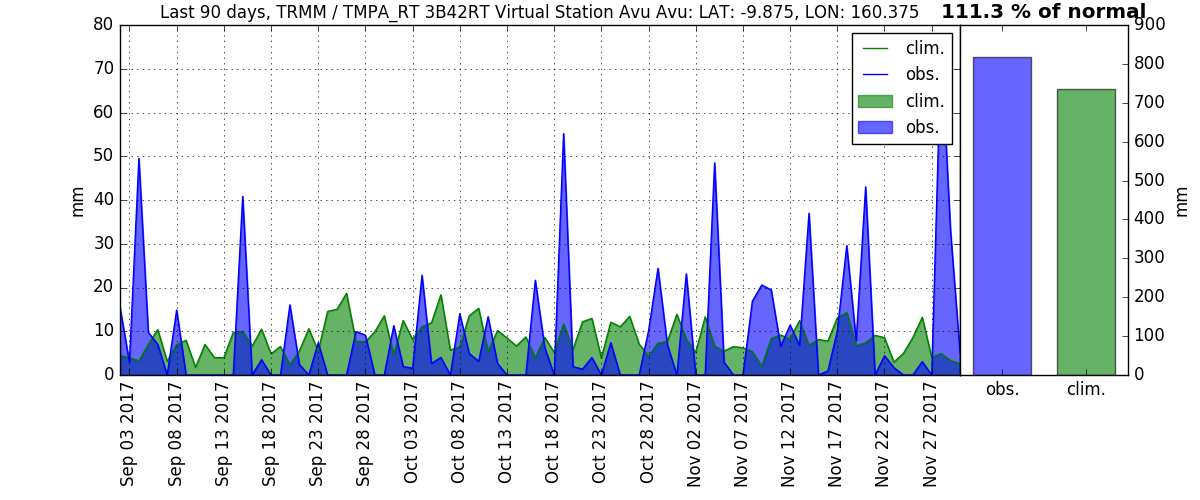 Last 90 days, TRMM / TMPA_RT 3B42RT Virtual Station Avu Avu: LAT: -9.875, LON: 160.375
111.3 % of normal
80
70
60
50
40
30
20
10
0
mm
clim.
obs.
clim.
obs.
900
800
700
600
500
400
300
200
100
0
mm
Sep 03 2017
Sep 08 2017
Sep 13 2017
Sep 18 2017
Sep 23 2017
Sep 28 2017
Oct 03 2017
Oct 08 2017
Oct 13 2017
Oct 18 2017
Oct 23 2017
Oct 28 2017
Nov 02 2017
Nov 07 2017
Nov 12 2017
Nov 17 2017
Nov 22 2017
Nov 27 2017
obs.
clim.